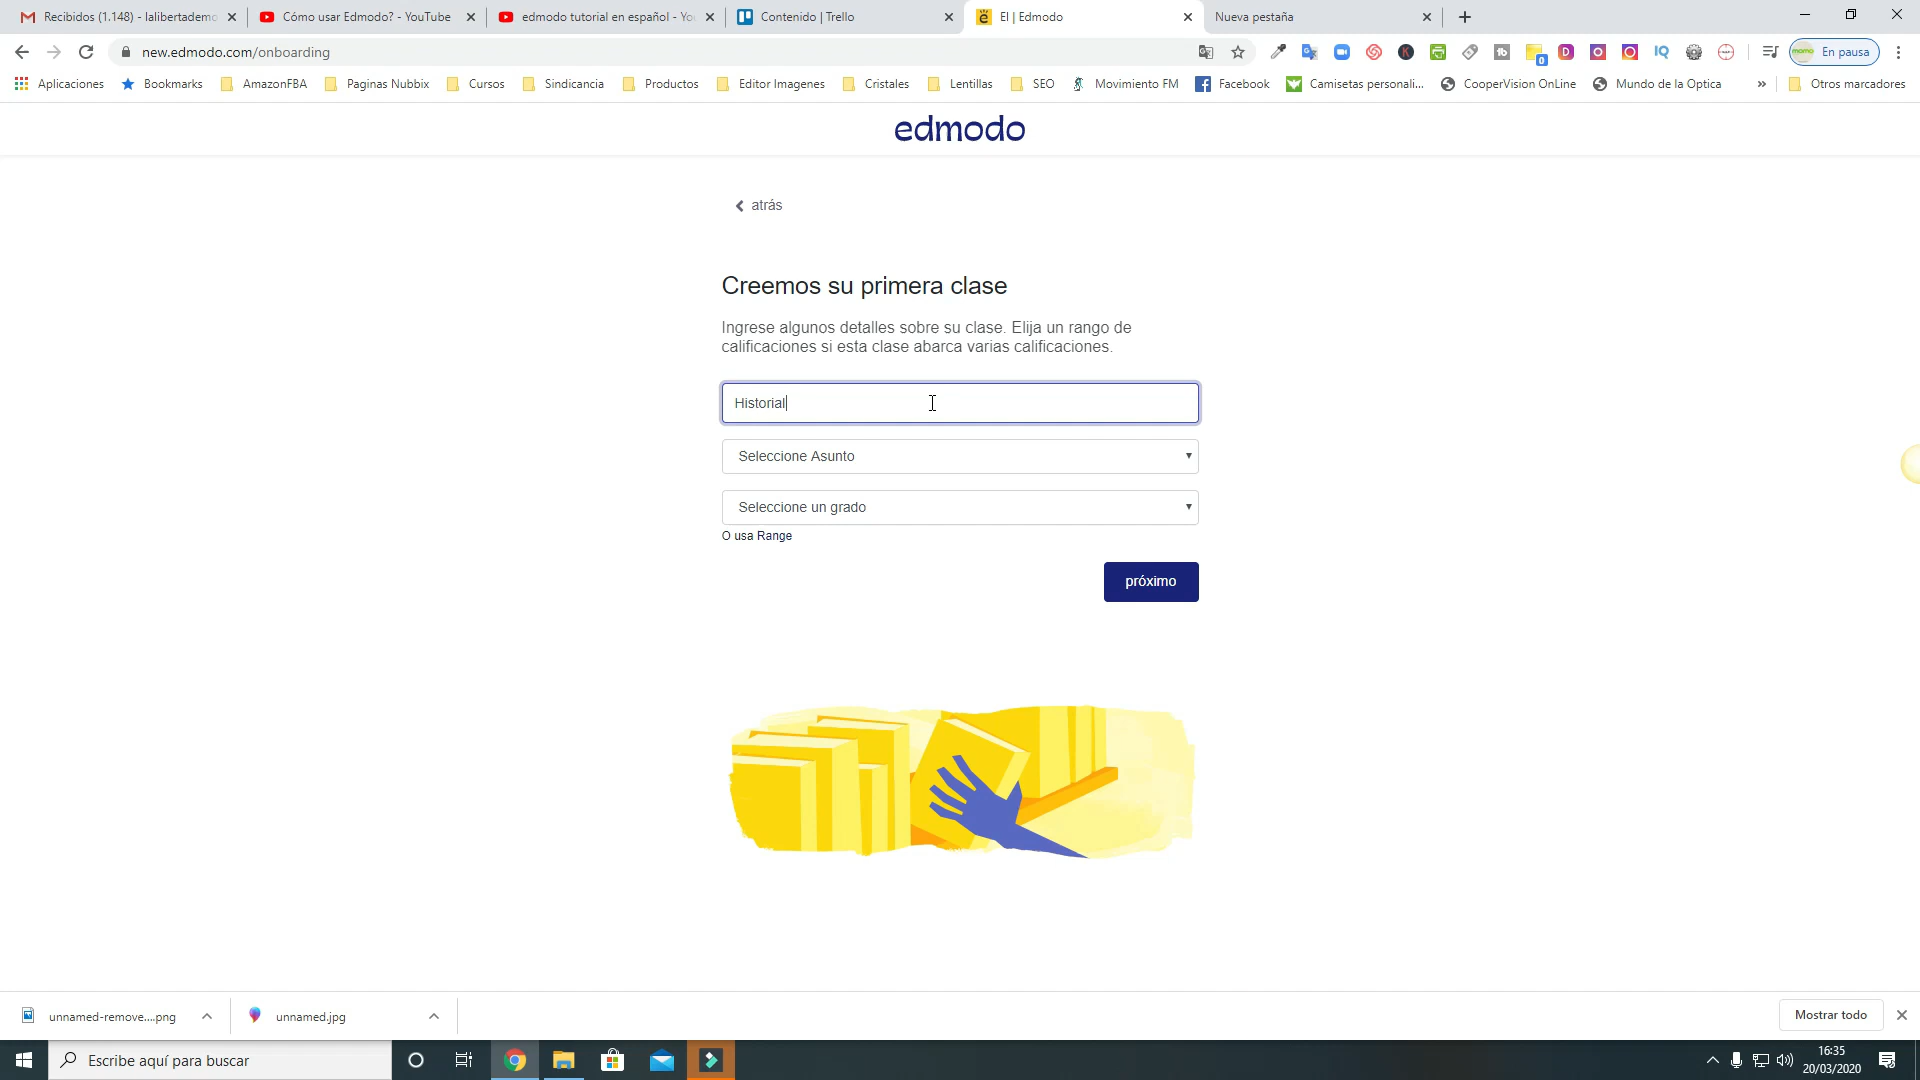 Recibidos (1.148) - lalibertademo
Cómo usar Edmodo? - YouTube
edmodo tutorial en español - Yo
Contenido | Trello
El | Edmodo
Nueva pestaña
new.edmodo.com/onboarding
En pausa
Aplicaciones
Bookmarks
AmazonFBA
Paginas Nubbix
Cursos
Sindicancia
Productos
Editor Imagenes
Cristales
Lentillas
SEO
Movimiento FM
Facebook
Camisetas personali...
CooperVision OnLine
Mundo de la Optica
»
Otros marcadores
edmodo
atrás
Creemos su primera clase
Ingrese algunos detalles sobre su clase. Elija un rango de
calificaciones si esta clase abarca varias calificaciones.
Historial
Seleccione Asunto
Seleccione un grado
O usa Range
próximo
unnamed-remove....png
unnamed.jpg
Mostrar todo
Escribe aquí para buscar
16:35
20/03/2020